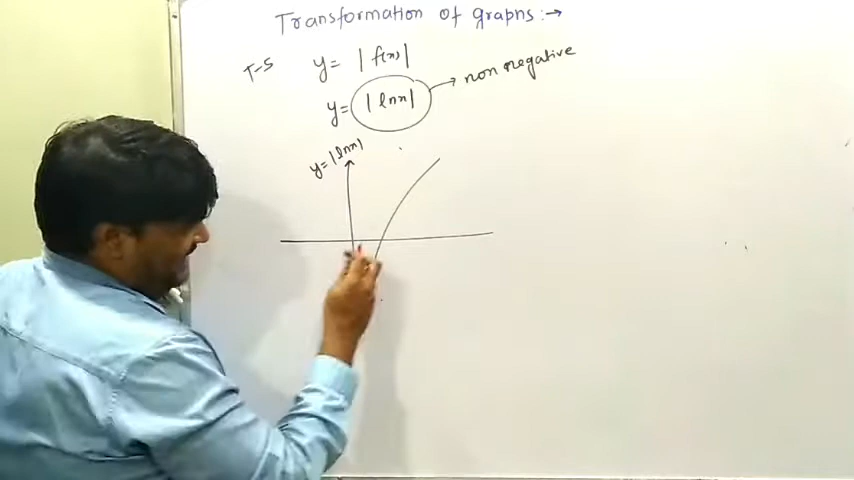 Transformation of graphs :→
T-5 y = | f(x) |
y = | lnx | → non negative
y = |lnx|